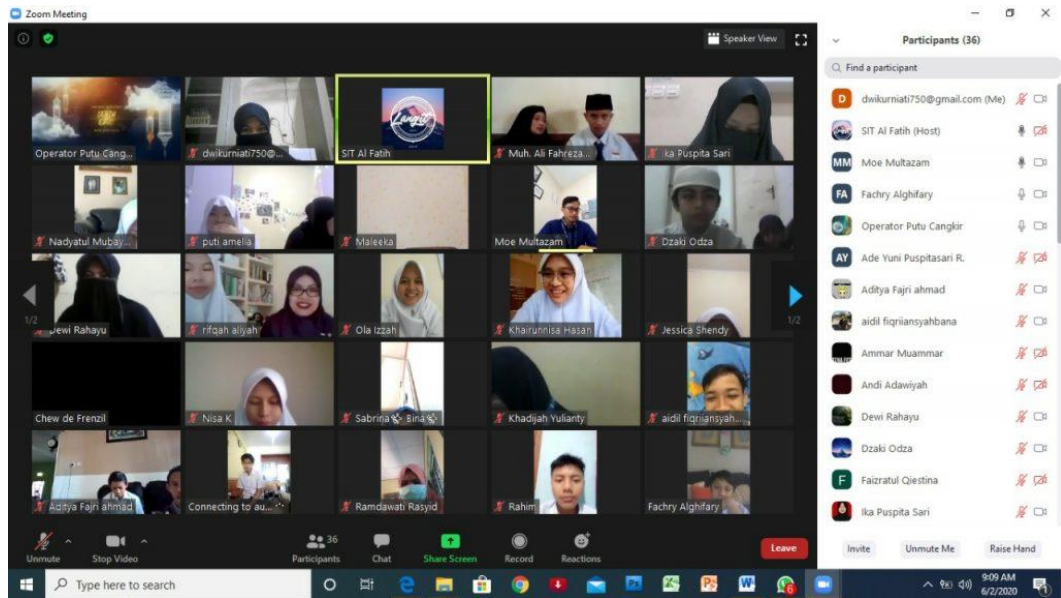 Zoom Meeting
Speaker View
Operator Putu Cang...
dwikurniati750@...
SIT Al Fatih
Langit
Muh. Ali Fahreza...
Ika Puspita Sari
Nadyatul Mubay...
puti amelia
Maleeka
Moe Multazam
Dzaki Odza
1/2
Dewi Rahayu
rifqah aliyah
Ola Izzah
Khairunnisa Hasan
Jessica Shendy
1/2
Chew de Frenzil
Nisa K
Sabrina
Bina
Khadijah Yulianty
aidil fiqriiansyah...
Aditya Fajri ahmad
Connecting to au...
Ramdawati Rasyid
Rahim
Fachry Alghifary
Unmute
Stop Video
36
Participants
Chat
Share Screen
Record
Reactions
Leave
Participants (36)
Find a participant
D dwikurniati750@gmail.com (Me)
SIT Al Fatih (Host)
MM Moe Multazam
FA Fachry Alghifary
Operator Putu Cangkir
AY Ade Yuni Puspitasari R.
Aditya Fajri ahmad
aidil fiqriiansyahbana
Ammar Muammar
Andi Adawiyah
Dewi Rahayu
Dzaki Odza
F Faizratul Qiestina
Ika Puspita Sari
Invite
Unmute Me
Raise Hand
Type here to search
9:09 AM
6/2/2020